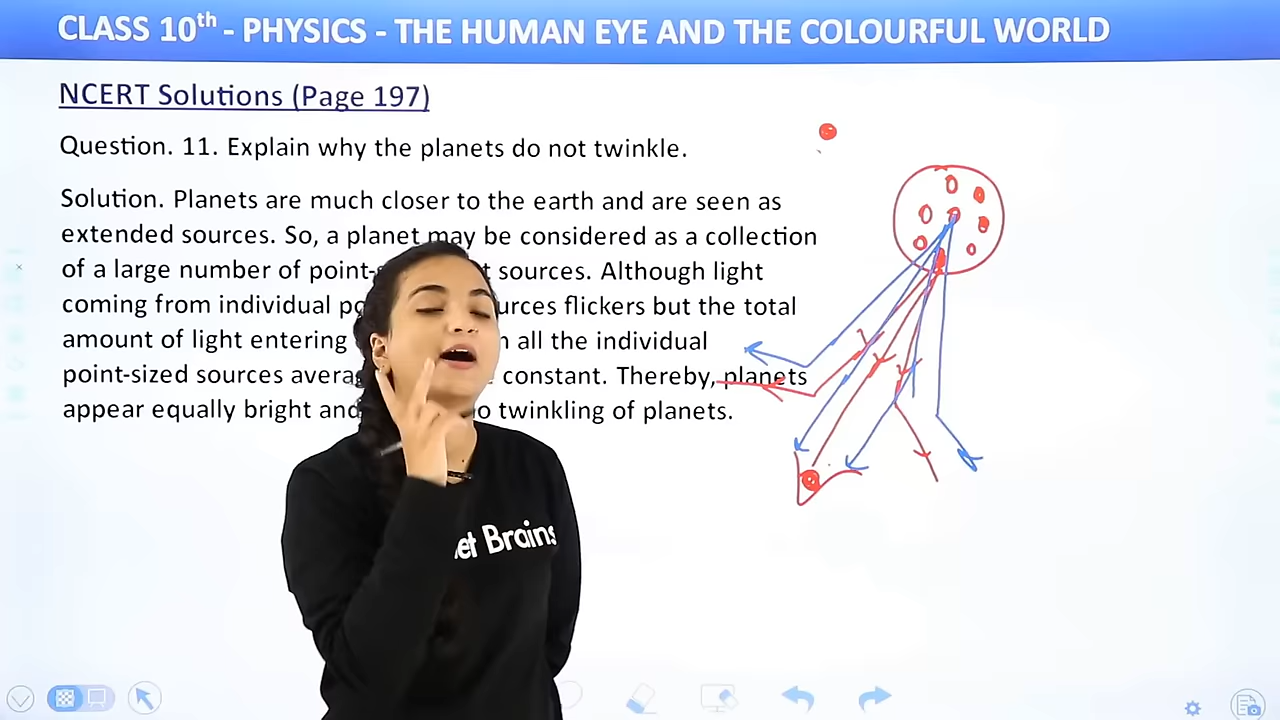 CLASS 10th - PHYSICS - THE HUMAN EYE AND THE COLOURFUL WORLD
NCERT Solutions (Page 197)
Question. 11. Explain why the planets do not twinkle.
Solution. Planets are much closer to the earth and are seen as
extended sources. So, a planet may be considered as a collection
of a large number of point- sources. Although light
coming from individual flickers but the total
amount of light entering all the individual
point-sized sources constant. Thereby, planets
appear equally bright and twinkling of planets.
et Brains